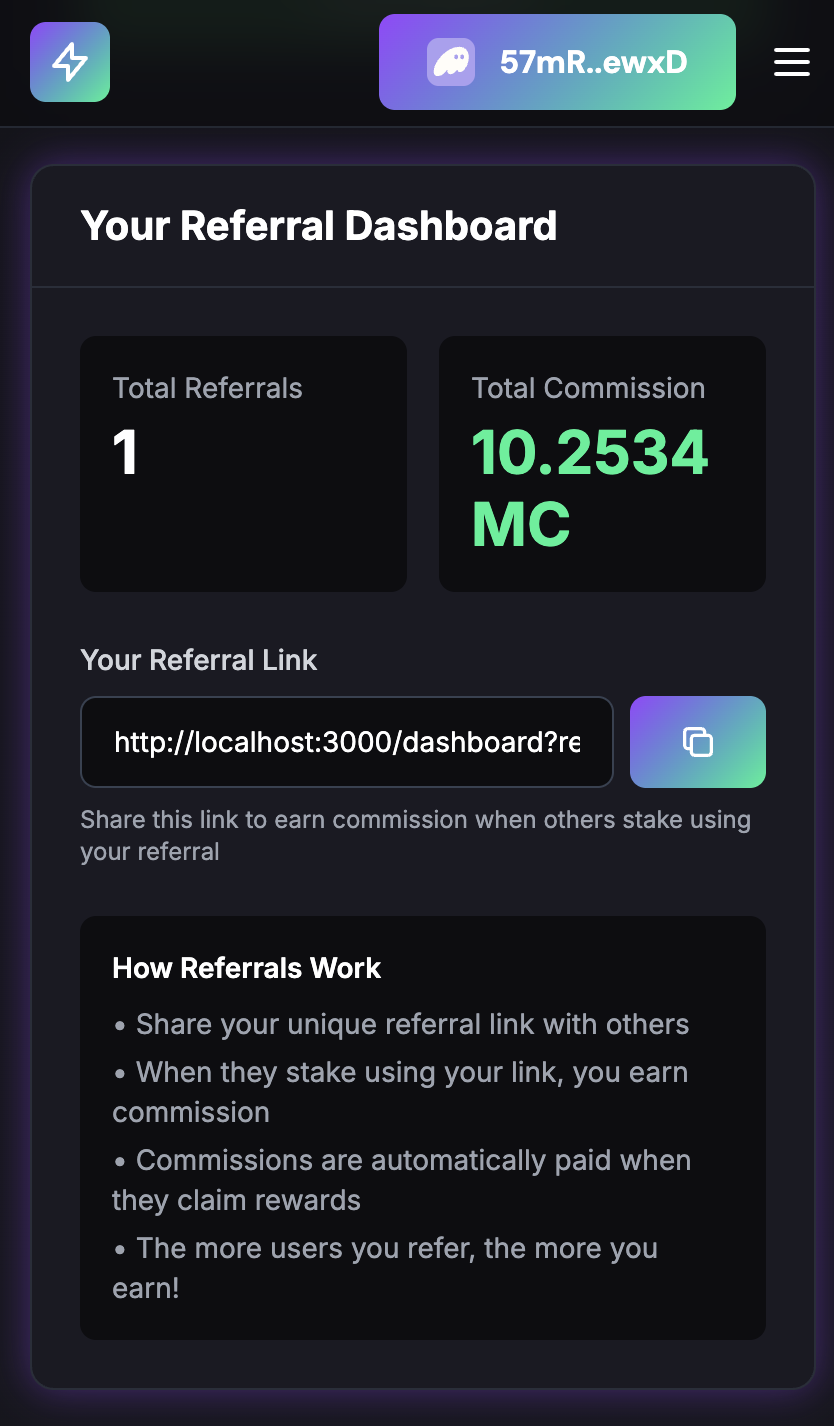 57mR..ewxD
Your Referral Dashboard
Total Referrals
1
Total Commission
10.2534
MC
Your Referral Link
http://localhost:3000/dashboard?re
Share this link to earn commission when others stake using
your referral
How Referrals Work
• Share your unique referral link with others
• When they stake using your link, you earn
commission
• Commissions are automatically paid when
they claim rewards
• The more users you refer, the more you
earn!